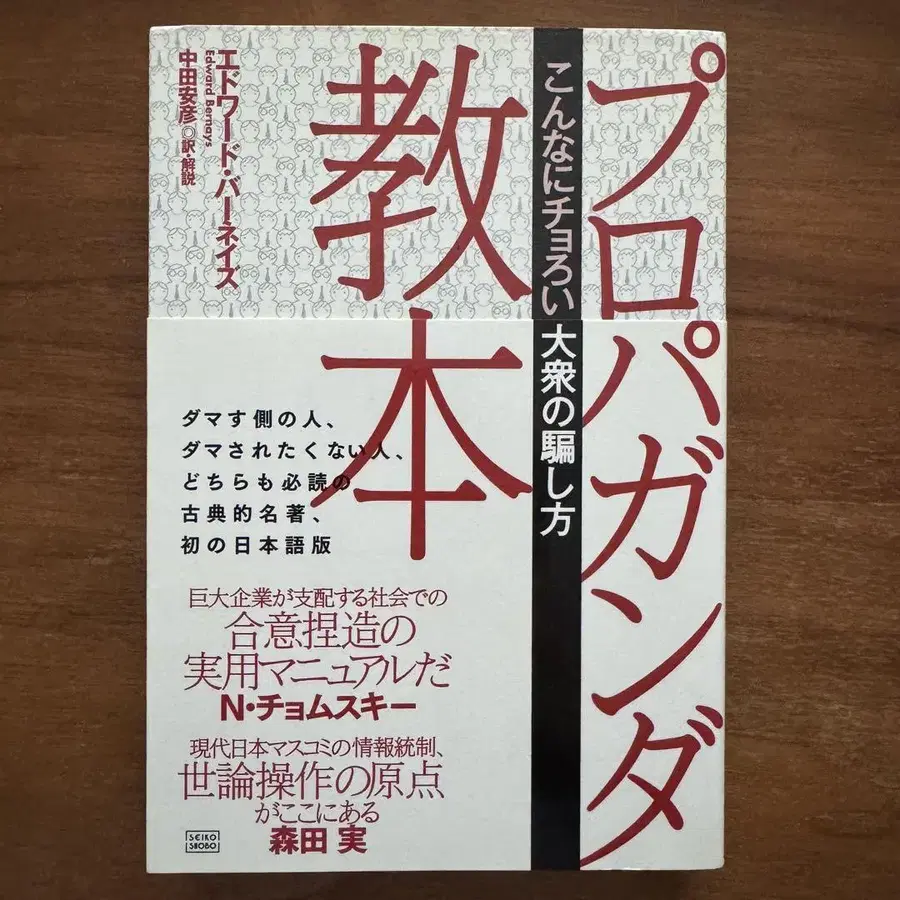 プロパガンダ
教本
こんなにチョろい大衆の騙し方
エドワード・バーネイズ
Edward Bernays
中田安彦◎訳・解説
ダマす側の人、
ダマされたくない人、
どちらも必読の
古典的名著、
初の日本語版
巨大企業が支配する社会での
合意捏造の
実用マニュアルだ
N・チョムスキー
現代日本マスコミの情報統制、
世論操作の原点
がここにある
森田 実
SEIKO
SHOBO